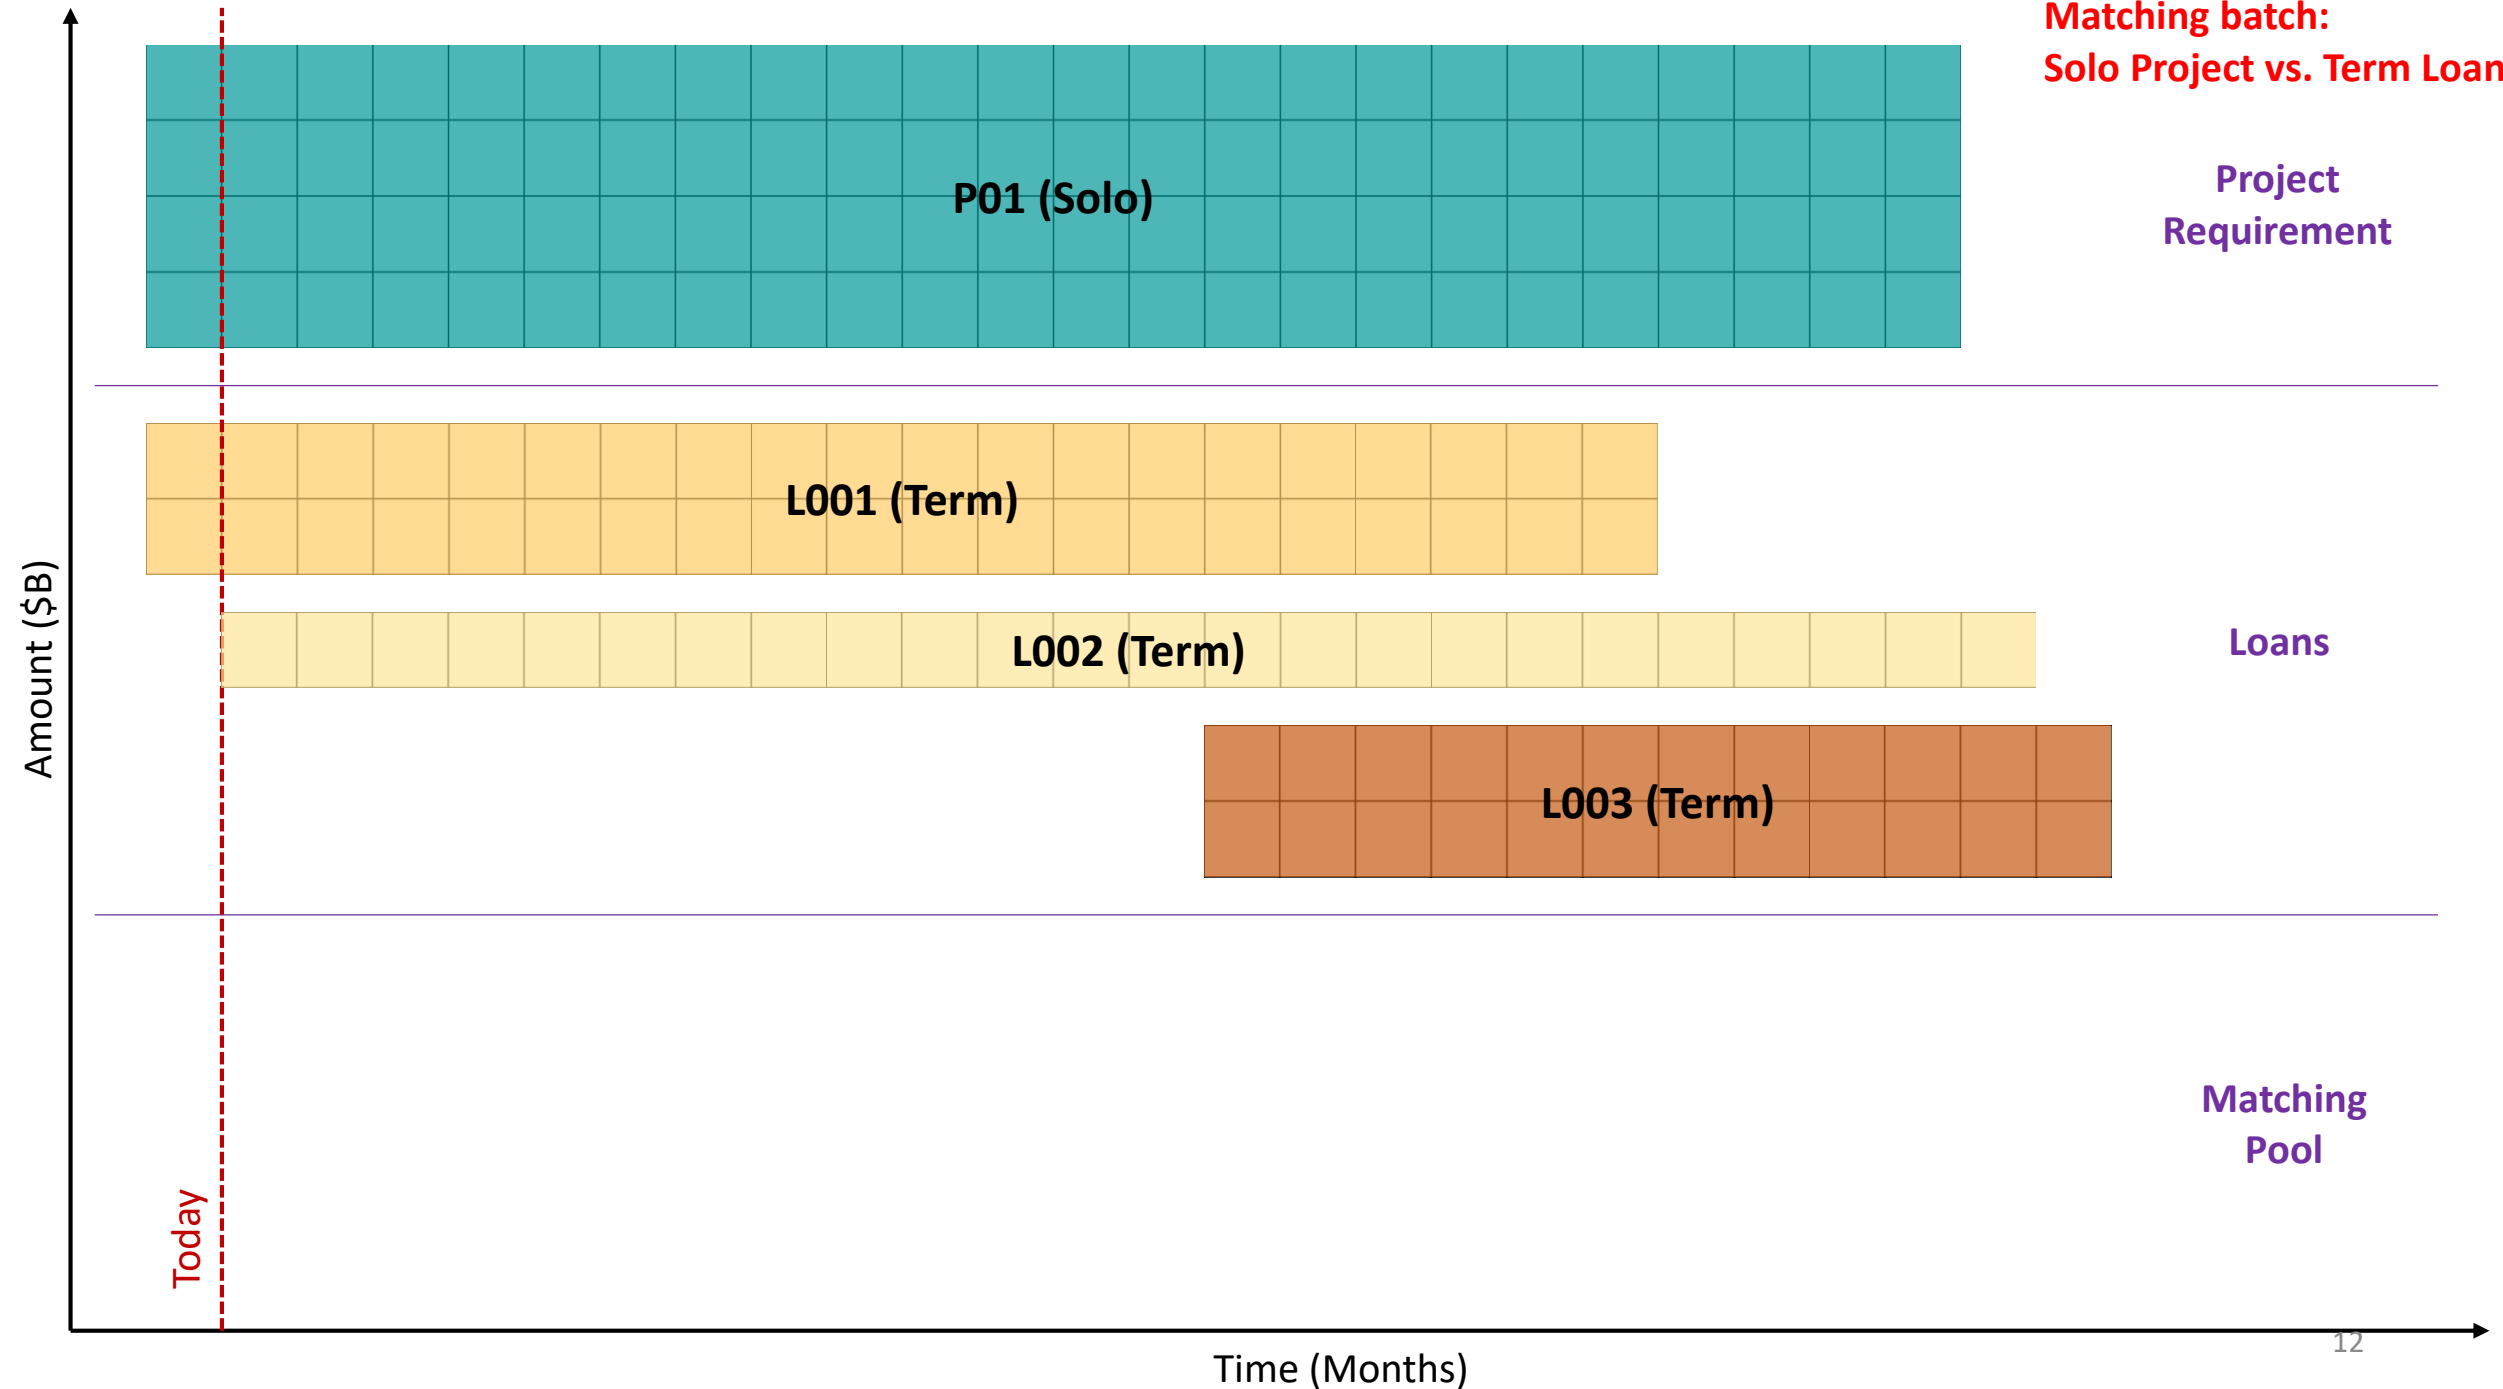 Matching batch:
Solo Project vs. Term Loan
P01 (Solo)
Project
Requirement
L001 (Term)
L002 (Term)
Loans
L003 (Term)
Amount ($B)
Matching
Pool
Today
12
Time (Months)